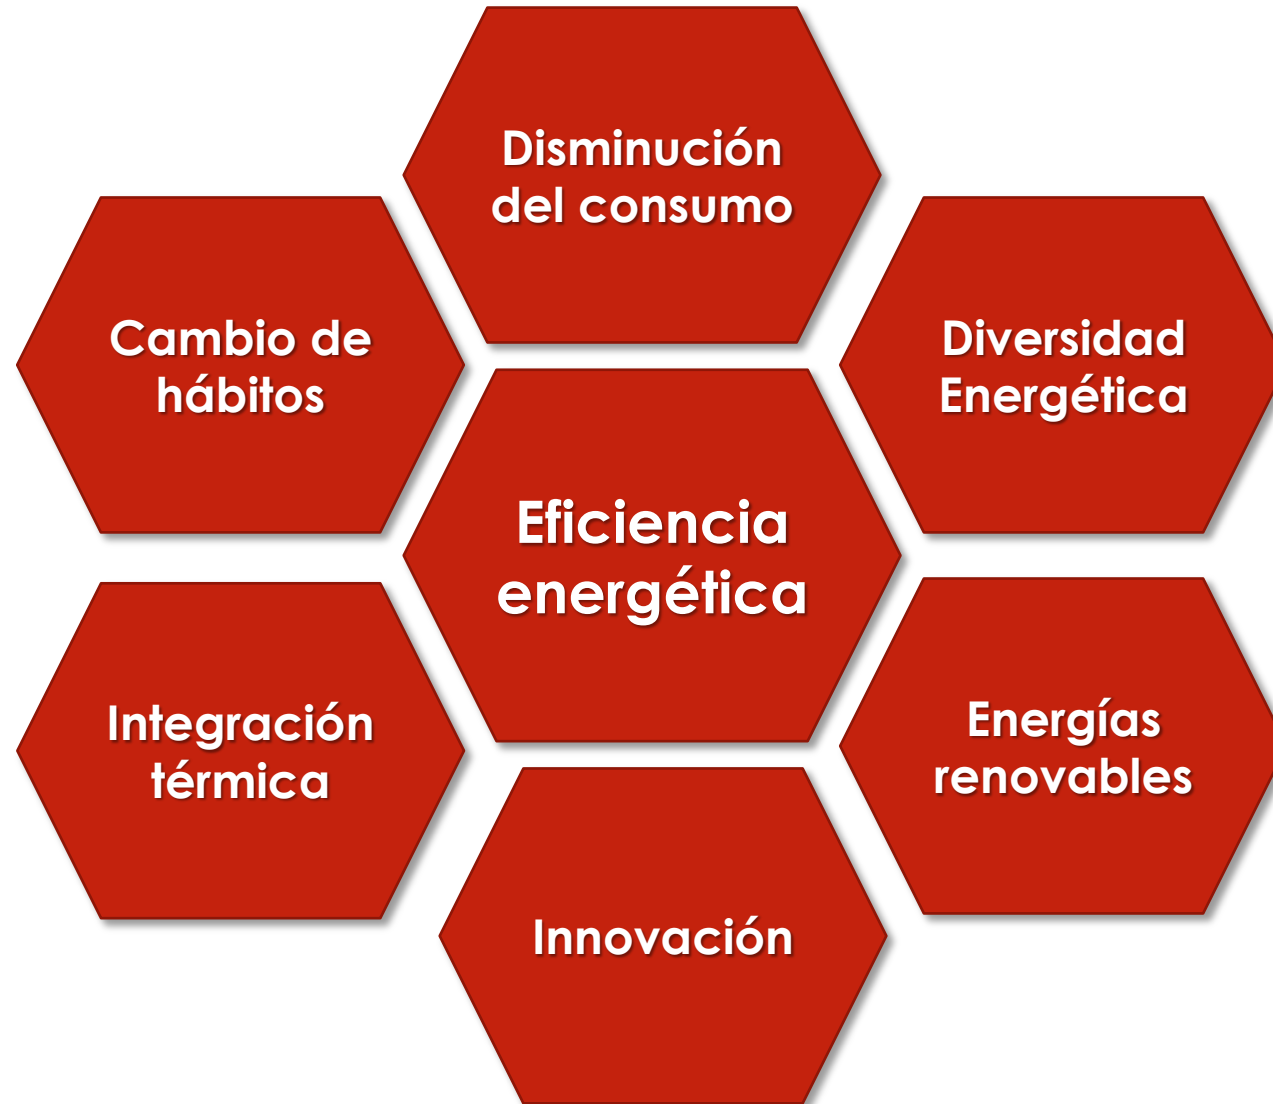 Disminución
del consumo
Cambio de
hábitos
Diversidad
Energética
Eficiencia
energética
Integración
térmica
Energías
renovables
Innovación